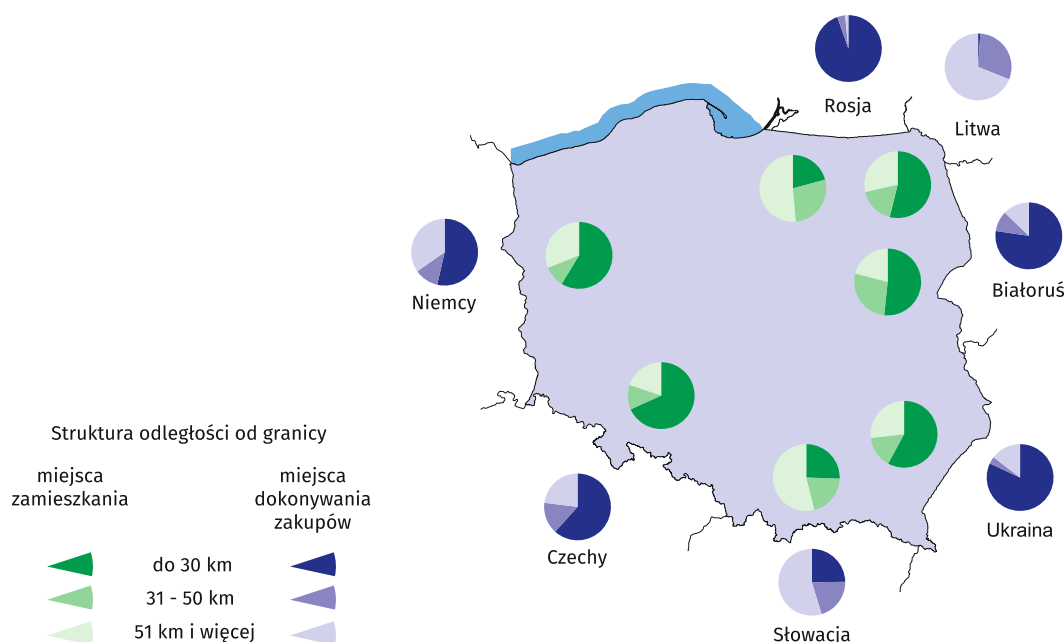 Rosja
Litwa
Niemcy
Białoruś
Struktura odległości od granicy
miejsca
zamieszkania
miejsca
dokonywania
zakupów
Czechy
Ukraina
do 30 km
31 - 50 km
51 km i więcej
Słowacja